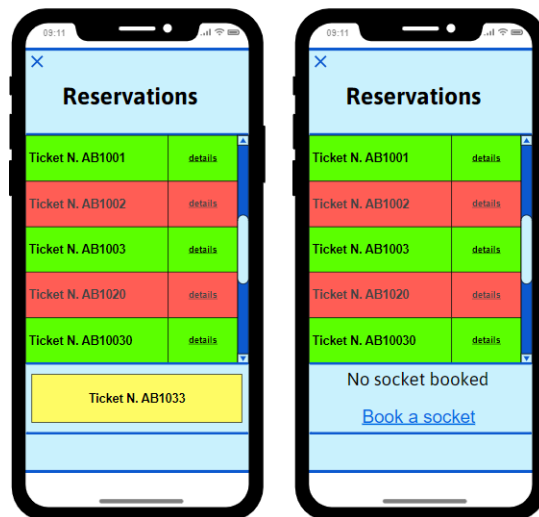 09:11
Reservations
Ticket N. AB1001 details
Ticket N. AB1002 details
Ticket N. AB1003 details
Ticket N. AB1020 details
Ticket N. AB10030 details
Ticket N. AB1033
09:11
Reservations
Ticket N. AB1001 details
Ticket N. AB1002 details
Ticket N. AB1003 details
Ticket N. AB1020 details
Ticket N. AB10030 details
No socket booked
Book a socket